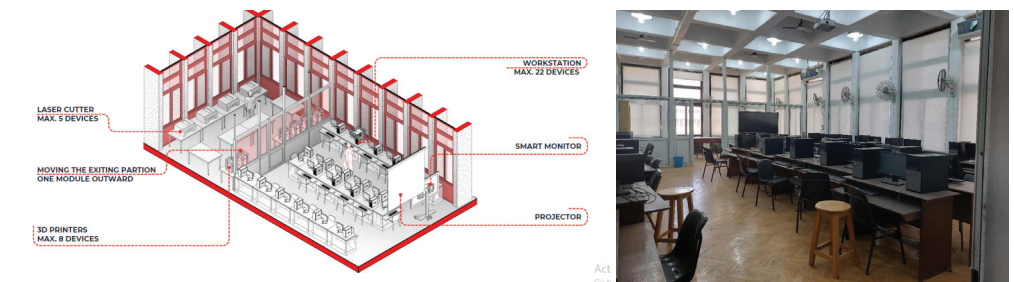 WORKSTATION
MAX. 22 DEVICES
LASER CUTTER
MAX. 5 DEVICES
SMART MONITOR
MOVING THE EXITING PARTION
ONE MODULE OUTWARD
PROJECTOR
3D PRINTERS
MAX. 8 DEVICES
Act